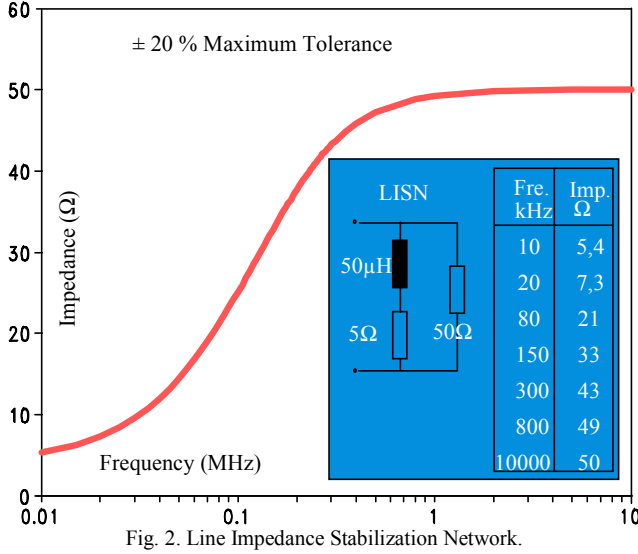 60
50
40
30
20
10
0
± 20 % Maximum Tolerance
Impedance (Ω)
LISN
50µH
5Ω
50Ω
Fre. kHz Imp. Ω
10 5,4
20 7,3
80 21
150 33
300 43
800 49
10000 50
Frequency (MHz)
0.01 0.1 1 10
Fig. 2. Line Impedance Stabilization Network.